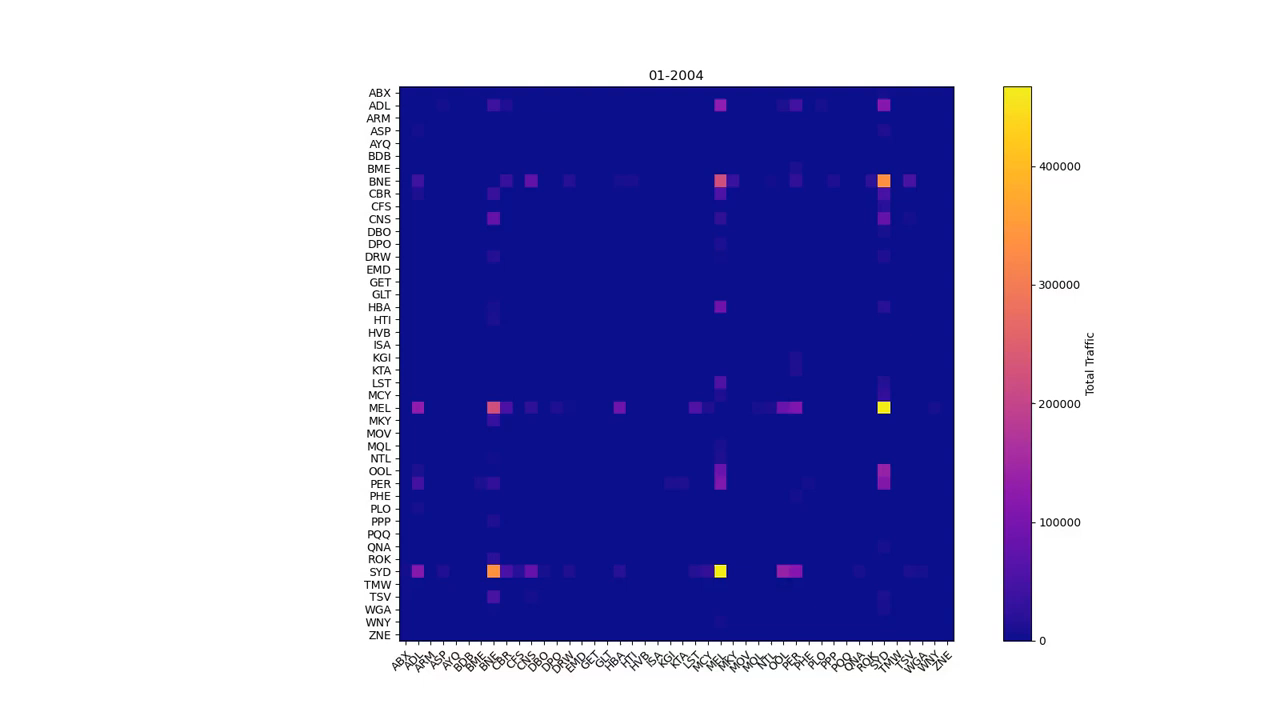 01-2004
ABX
ADL
ARM
ASP
AYQ
BDB
BME
BNE
CBR
CFS
CNS
DBO
DPO
DRW
EMD
GET
GLT
HBA
HTI
HVB
ISA
KGI
KTA
LST
MCY
MEL
MKY
MOV
MQL
NTL
OOL
PER
PHE
PLO
PPP
PQQ
QNA
ROK
SYD
TMW
TSV
WGA
WNY
ZNE
ABX ADL ARM ASP AYQ BDB BME BNE CBR CFS CNS DBO DPO DRW EMD GET GLT HBA HTI HVB ISA KGI KTA LST MCY MEL MKY MOV MQL NTL OOL PER PHE PLO PPP PQQ QNA ROK SYD TMW TSV WGA WNY ZNE
400000
300000
200000
100000
0
Total Traffic